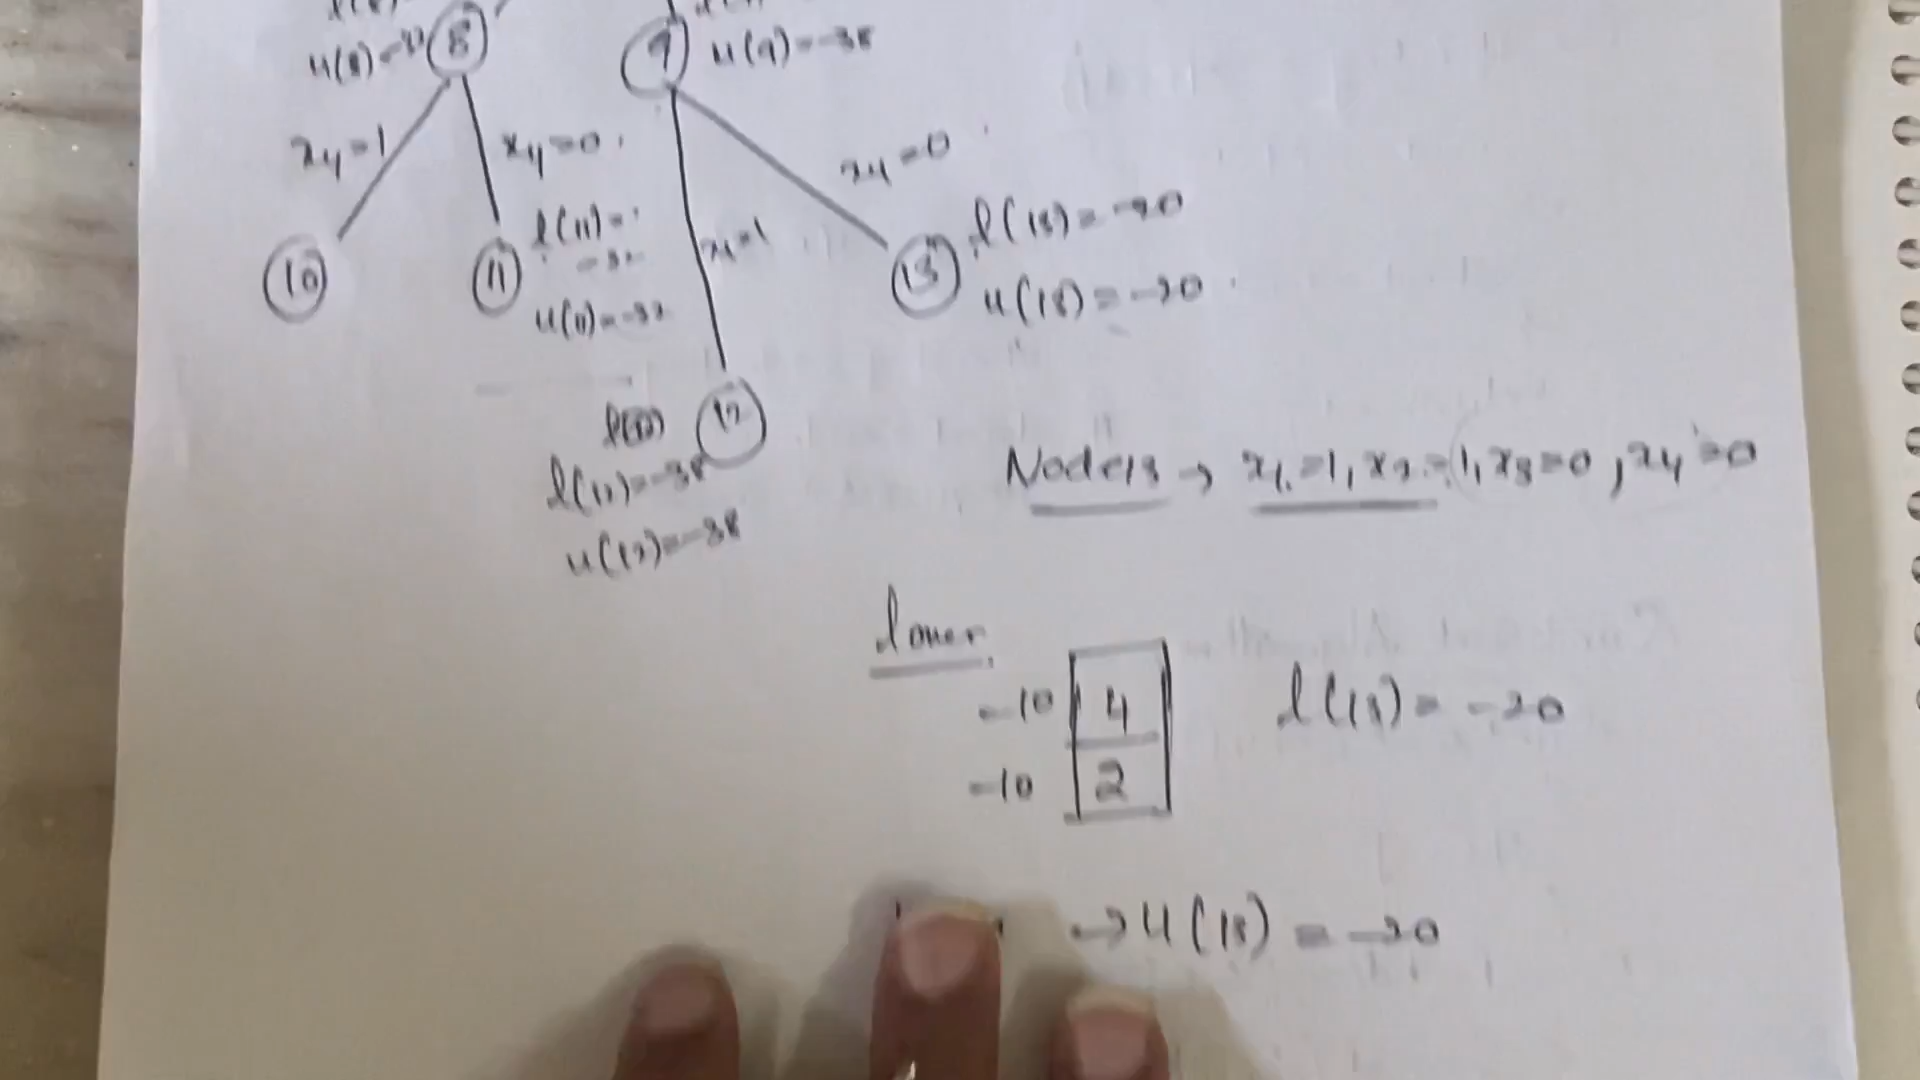 u(8)=
8
9
u(9)=-38
x4=1
x4=0
x4=0
10
11
l(11)=
-32
u(11)=-32
x4=1
13
l(13)=-20
u(13)=-20
l(12)
12
l(12)=-38
u(12)=-38
Node13 → x1=1, x2=1, x3=0, x4=0
lower
-10 4
-10 2
l(13)=-20
→ u(13) = -20